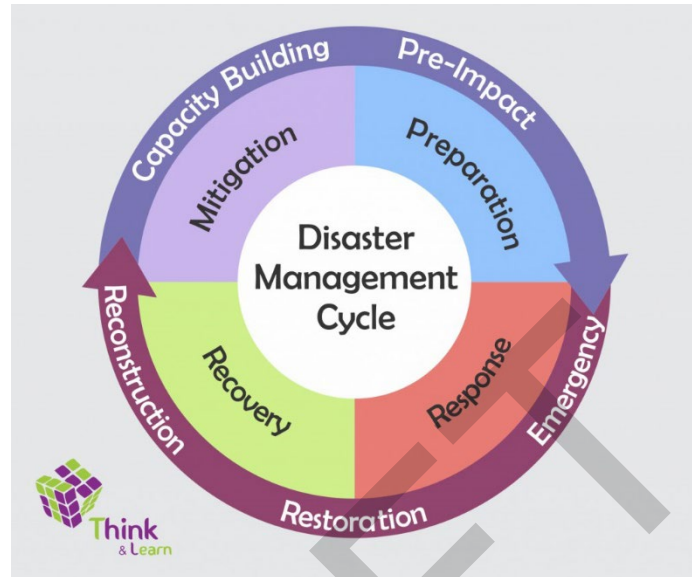 Capacity Building
Pre-Impact
Mitigation
Preparation
Disaster
Management
Cycle
Recovery
Response
Reconstruction
Restoration
Emergency
Think
& Learn